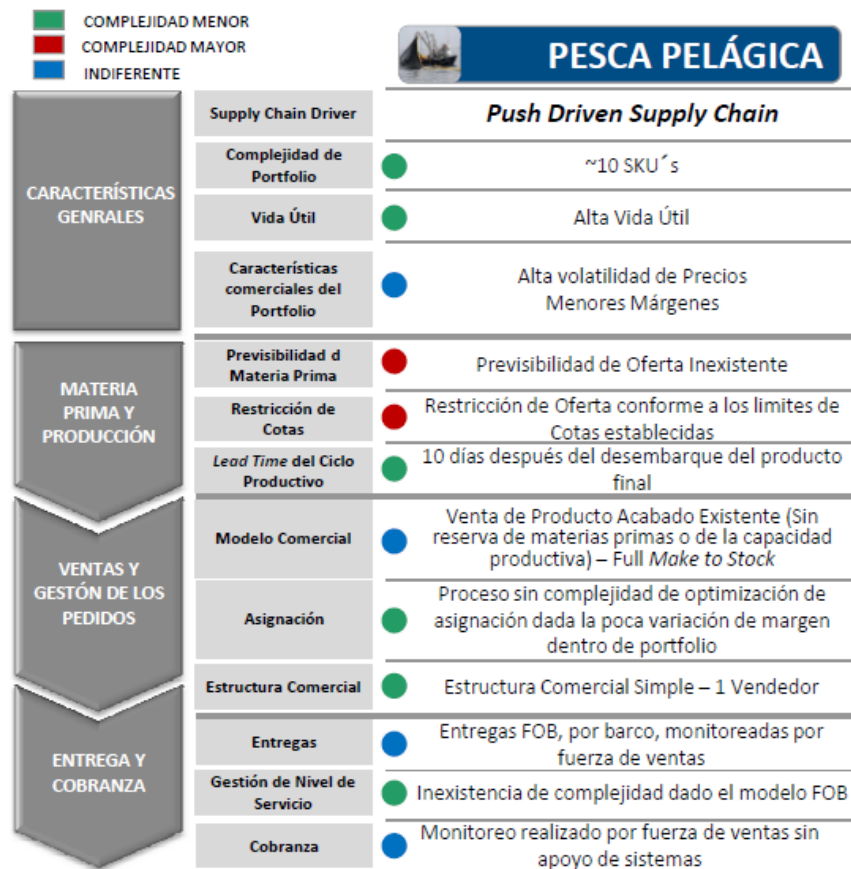 COMPLEJIDAD MENOR
COMPLEJIDAD MAYOR
INDIFERENTE
PESCA PELÁGICA
CARACTERÍSTICAS
GENRALES
Supply Chain Driver
Push Driven Supply Chain
Complejidad de
Portfolio
~10 SKU´s
Vida Útil
Alta Vida Útil
Características
comerciales del
Portfolio
Alta volatilidad de Precios
Menores Márgenes
MATERIA
PRIMA Y
PRODUCCIÓN
Previsibilidad d
Materia Prima
Previsibilidad de Oferta Inexistente
Restricción de
Cotas
Restricción de Oferta conforme a los limites de
Cotas establecidas
Lead Time del Ciclo
Productivo
10 días después del desembarque del producto
final
VENTAS Y
GESTÓN DE LOS
PEDIDOS
Modelo Comercial
Venta de Producto Acabado Existente (Sin
reserva de materias primas o de la capacidad
productiva) – Full Make to Stock
Asignación
Proceso sin complejidad de optimización de
asignación dada la poca variación de margen
dentro de portfolio
Estructura Comercial
Estructura Comercial Simple – 1 Vendedor
ENTREGA Y
COBRANZA
Entregas
Entregas FOB, por barco, monitoreadas por
fuerza de ventas
Gestión de Nivel de
Servicio
Inexistencia de complejidad dado el modelo FOB
Cobranza
Monitoreo realizado por fuerza de ventas sin
apoyo de sistemas